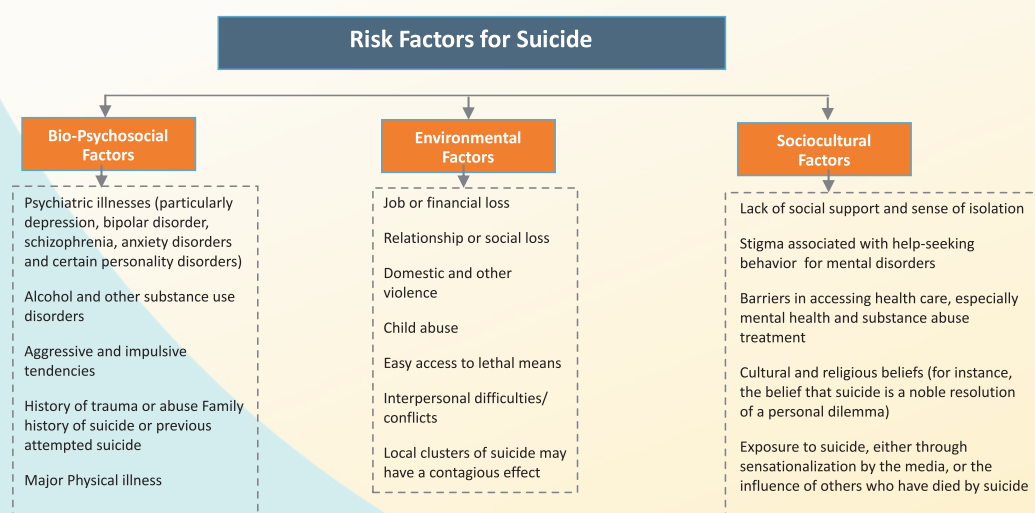 Risk Factors for Suicide
Bio-Psychosocial
Factors
Psychiatric illnesses (particularly
depression, bipolar disorder,
schizophrenia, anxiety disorders
and certain personality disorders)
Alcohol and other substance use
disorders
Aggressive and impulsive
tendencies
History of trauma or abuse Family
history of suicide or previous
attempted suicide
Major Physical illness
Environmental
Factors
Job or financial loss
Relationship or social loss
Domestic and other
violence
Child abuse
Easy access to lethal means
Interpersonal difficulties/
conflicts
Local clusters of suicide may
have a contagious effect
Sociocultural
Factors
Lack of social support and sense of isolation
Stigma associated with help-seeking
behavior for mental disorders
Barriers in accessing health care, especially
mental health and substance abuse
treatment
Cultural and religious beliefs (for instance,
the belief that suicide is a noble resolution
of a personal dilemma)
Exposure to suicide, either through
sensationalization by the media, or the
influence of others who have died by suicide